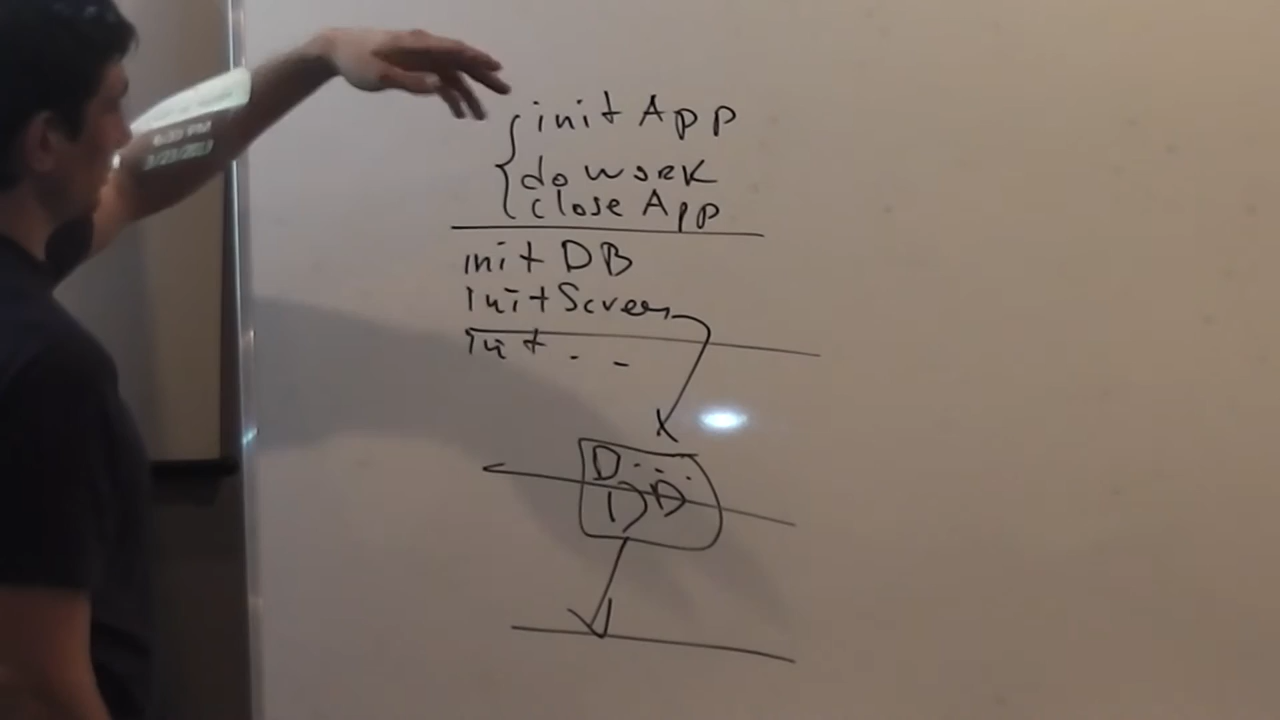 init App
do work
close App
init DB
init Screen
init . . _
D . . .
D D